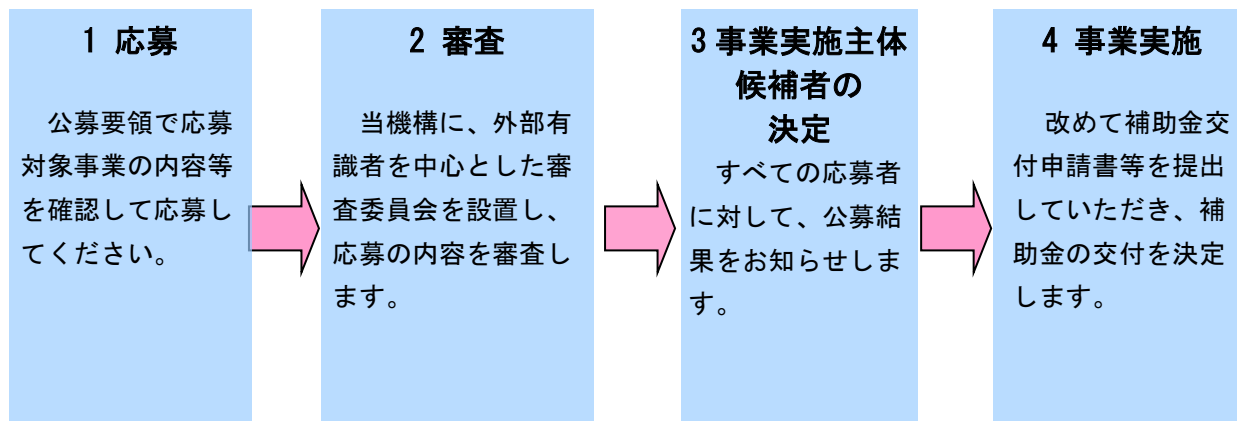 1 応募
公募要領で応募
対象事業の内容等
を確認して応募し
てください。
2 審査
当機構に、外部有
識者を中心とした審
査委員会を設置し、
応募の内容を審査し
ます。
3 事業実施主体
候補者の
決定
すべての応募者
に対して、公募結
果をお知らせしま
す。
4 事業実施
改めて補助金交
付申請書等を提出
していただき、補
助金の交付を決定
します。